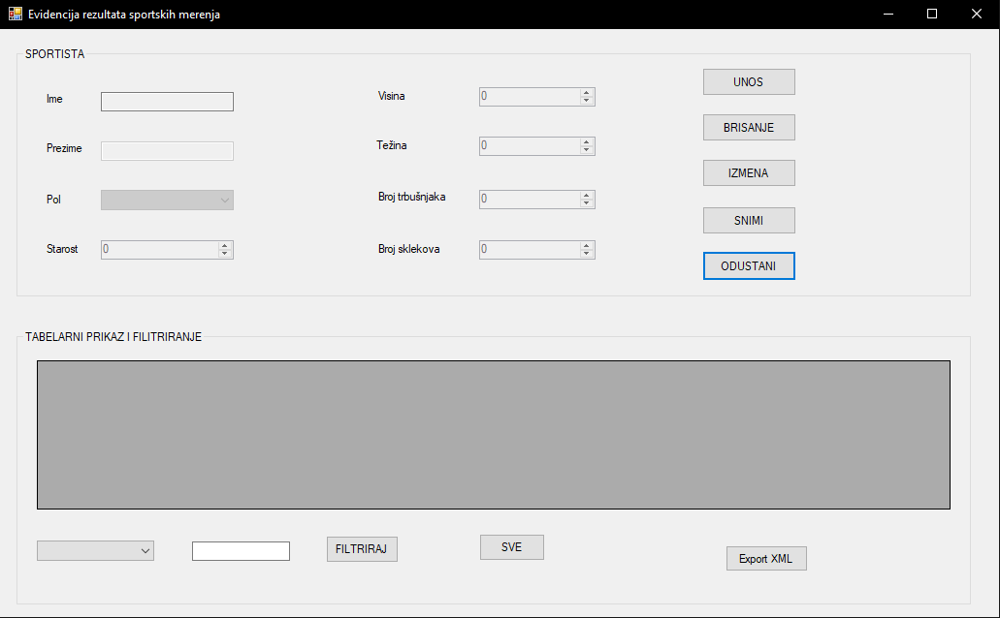 Evidencija rezultata sportskih merenja
SPORTISTA
Ime
Prezime
Pol
Starost
0
Visina
0
Težina
0
Broj trbušnjaka
0
Broj sklekova
0
UNOS
BRISANJE
IZMENA
SNIMI
ODUSTANI
TABELARNI PRIKAZ I FILITRIRANJE
FILTRIRAJ
SVE
Export XML